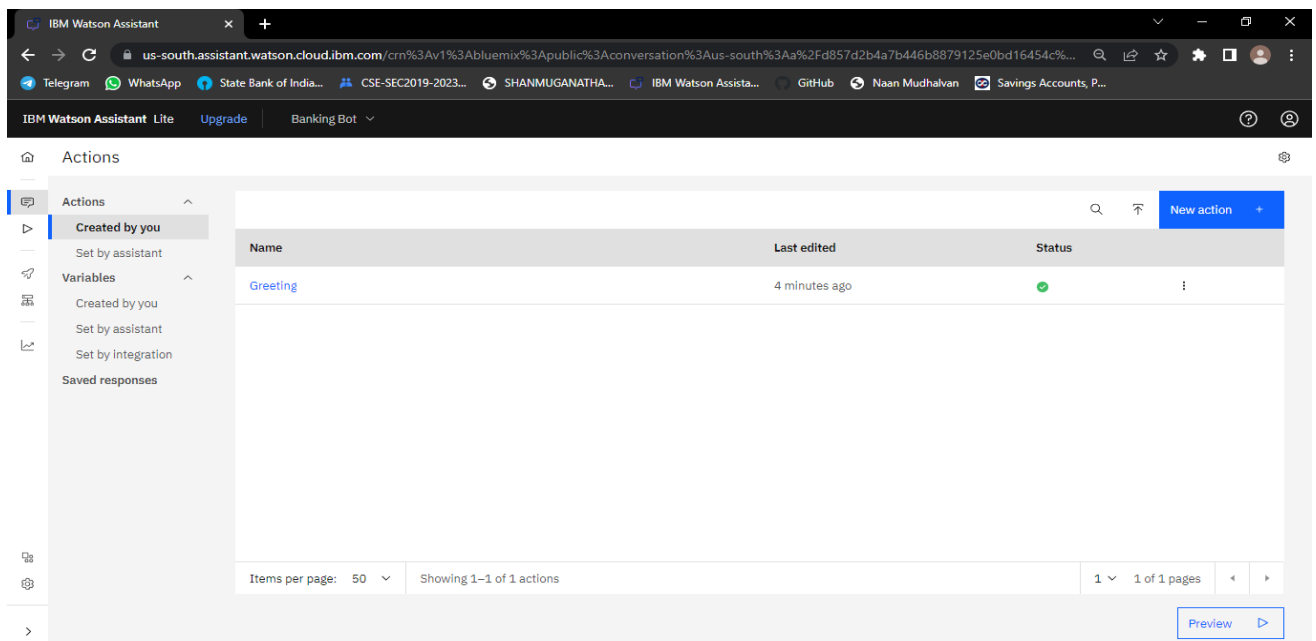 IBM Watson Assistant
us-south.assistant.watson.cloud.ibm.com/crn%3Av1%3Abluemix%3Apublic%3Aconversation%3Aus-south%3Aa%2Fd857d2b4a7b446b8879125e0bd16454c%...
Telegram WhatsApp State Bank of India... CSE-SEC2019-2023... SHANMUGANATHA... IBM Watson Assista... GitHub Naan Mudhalvan Savings Accounts, P...
IBM Watson Assistant Lite Upgrade Banking Bot
Actions
Actions
Created by you
Set by assistant
Variables
Created by you
Set by assistant
Set by integration
Saved responses
New action +
Name Last edited Status
Greeting 4 minutes ago
Items per page: 50 Showing 1–1 of 1 actions 1 1 of 1 pages
Preview